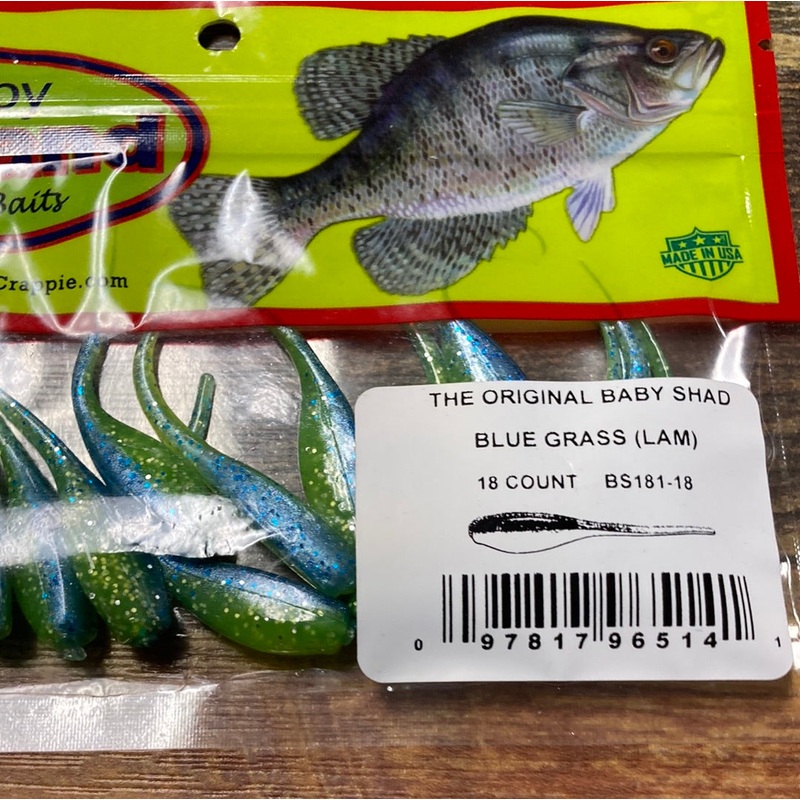 Baits
Crappie.com
MADE IN USA
THE ORIGINAL BABY SHAD
BLUE GRASS (LAM)
18 COUNT BS181-18
0 97817 96514 1